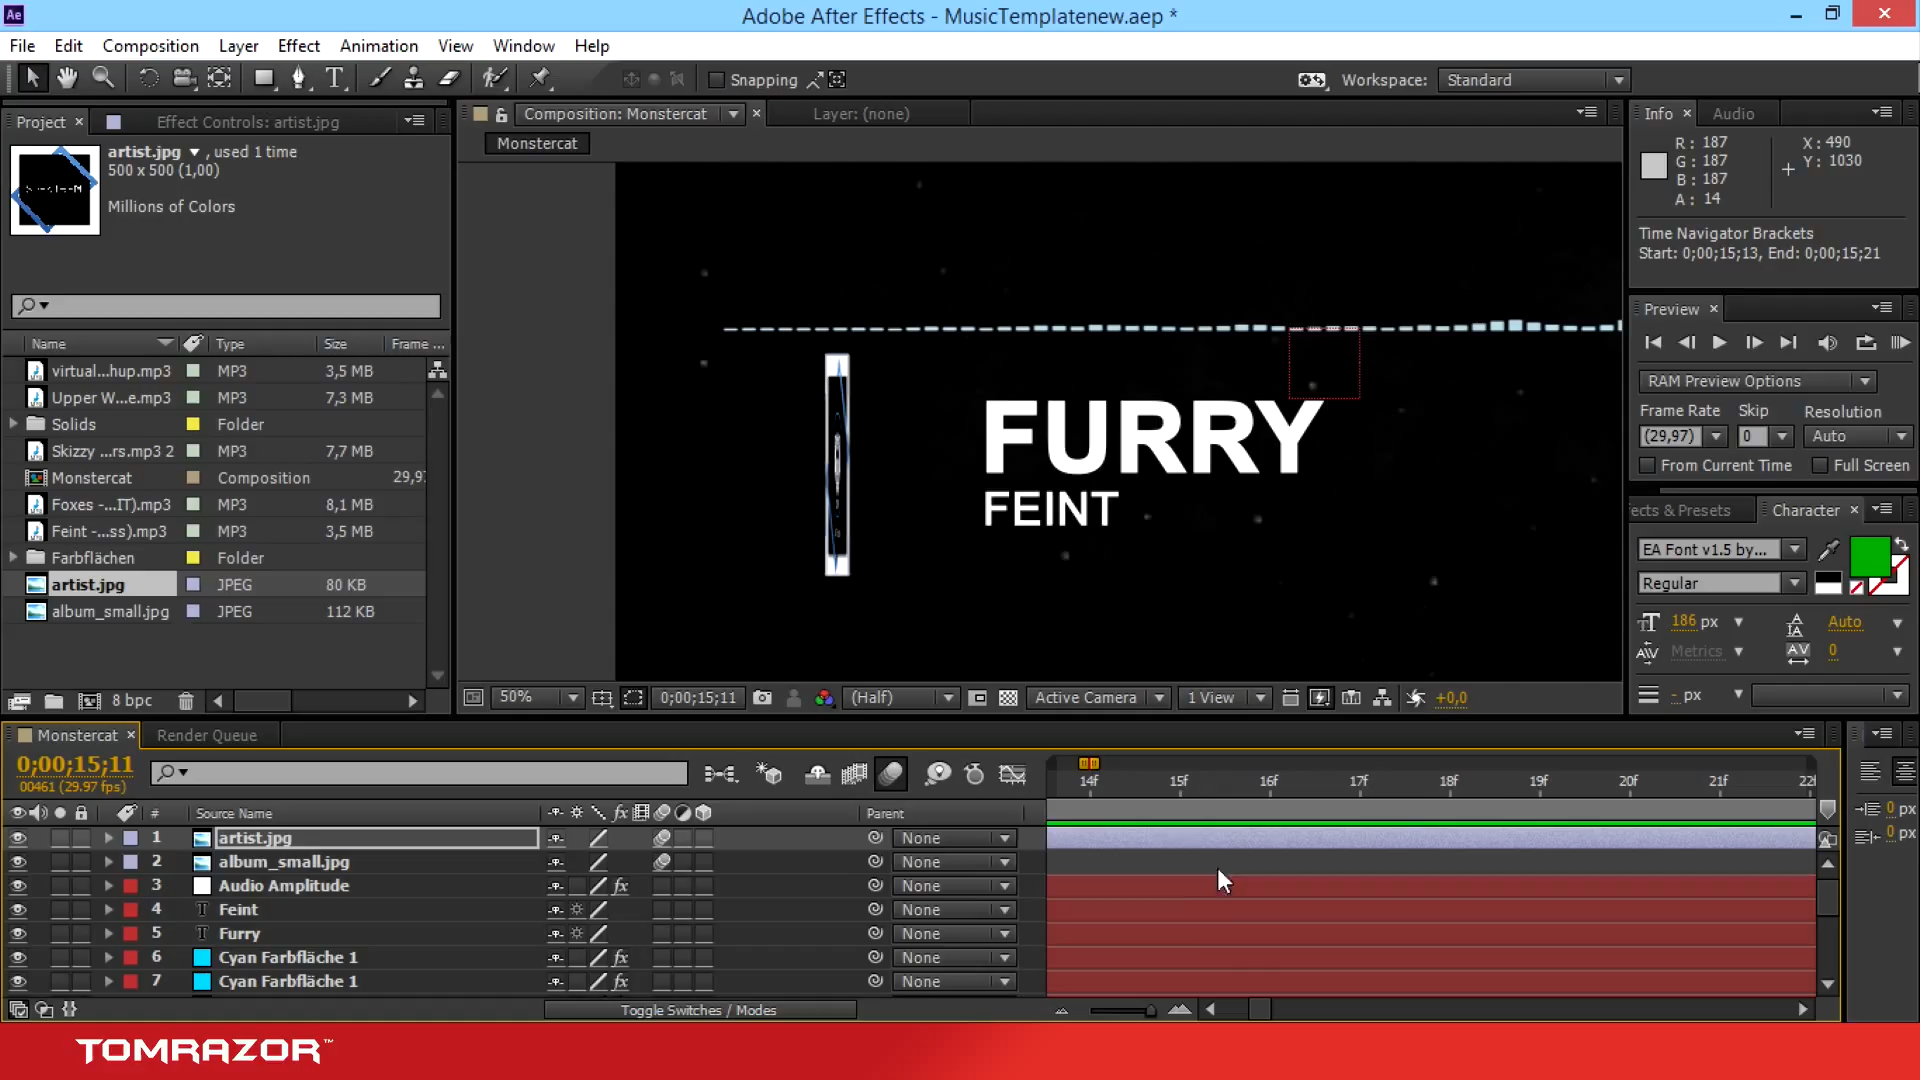 Ae
Adobe After Effects - MusicTemplatenew.aep *
File Edit Composition Layer Effect Animation View Window Help
Snapping
Workspace: Standard
Project × Effect Controls: artist.jpg
Composition: Monstercat ×
Layer: (none)
Info × Audio
Monstercat
artist.jpg , used 1 time
500 x 500 (1,00)
Millions of Colors
R: 187
G: 187
B: 187
A: 14
X: 490
Y: 1030
Time Navigator Brackets
Start: 0;00;15;13, End: 0;00;15;21
Preview ×
RAM Preview Options
Frame Rate Skip Resolution
(29,97) 0 Auto
From Current Time Full Screen
Name Type Size Frame ...
virtual...hup.mp3 MP3 3,5 MB
Upper W...e.mp3 MP3 7,3 MB
Solids Folder
Skizzy ...rs.mp3 2 MP3 7,7 MB
Monstercat Composition 29,97
Foxes -...IT).mp3 MP3 8,1 MB
Feint -...ss).mp3 MP3 3,5 MB
Farbflächen Folder
artist.jpg JPEG 80 KB
album_small.jpg JPEG 112 KB
8 bpc
FURRY
FEINT
ects & Presets Character ×
EA Font v1.5 by...
Regular
186 px Auto
Metrics 0
- px
50% 0;00;15;11 (Half) Active Camera 1 View +0,0
Monstercat × Render Queue
0;00;15;11
00461 (29.97 fps)
14f 15f 16f 17f 18f 19f 20f 21f 22f
# Source Name fx Parent
1 artist.jpg None
2 album_small.jpg None
3 Audio Amplitude fx None
4 Feint None
5 Furry None
6 Cyan Farbfläche 1 fx None
7 Cyan Farbfläche 1 fx None
0 px
0 px
Toggle Switches / Modes
TOMRAZOR™